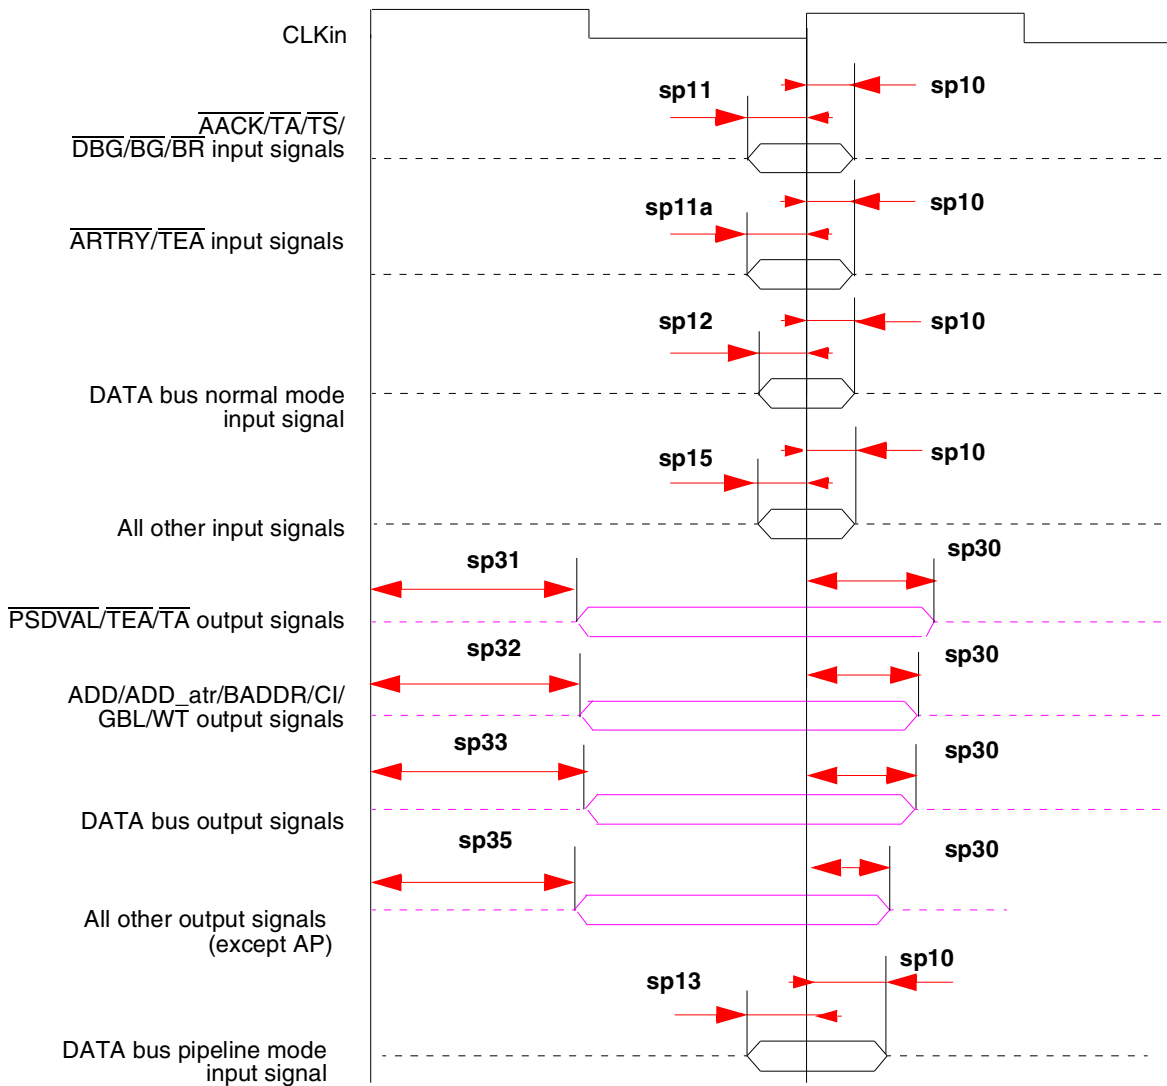 CLKin
sp11
sp10
AACK/TA/TS/
DBG/BG/BR input signals
sp11a
sp10
ARTRY/TEA input signals
sp12
sp10
DATA bus normal mode
input signal
sp15
sp10
All other input signals
sp31
sp30
PSDVAL/TEA/TA output signals
sp32
sp30
ADD/ADD_atr/BADDR/CI/
GBL/WT output signals
sp33
sp30
DATA bus output signals
sp35
sp30
All other output signals
(except AP)
sp13
sp10
DATA bus pipeline mode
input signal